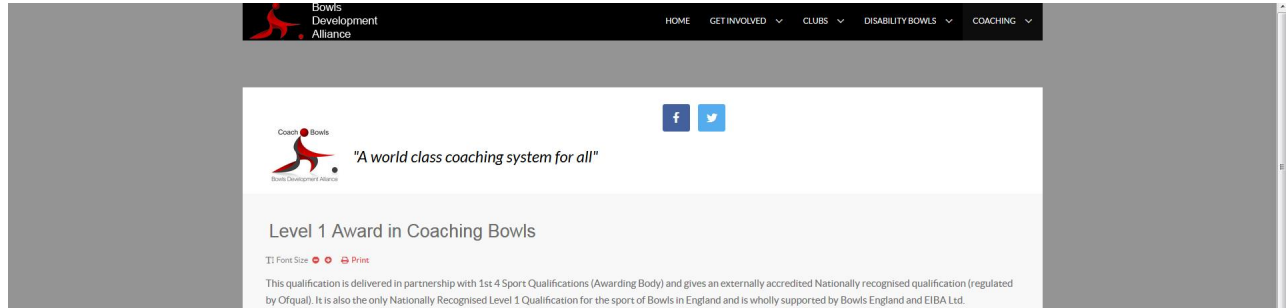 Bowls
Development
Alliance
HOME GET INVOLVED CLUBS DISABILITY BOWLS COACHING
f
Coach Bowls
"A world class coaching system for all"
Bowls Development Alliance
Level 1 Award in Coaching Bowls
TI Font Size Print
This qualification is delivered in partnership with 1st 4 Sport Qualifications (Awarding Body) and gives an externally accredited Nationally recognised qualification (regulated
by Ofqual). It is also the only Nationally Recognised Level 1 Qualification for the sport of Bowls in England and is wholly supported by Bowls England and EIBA Ltd.